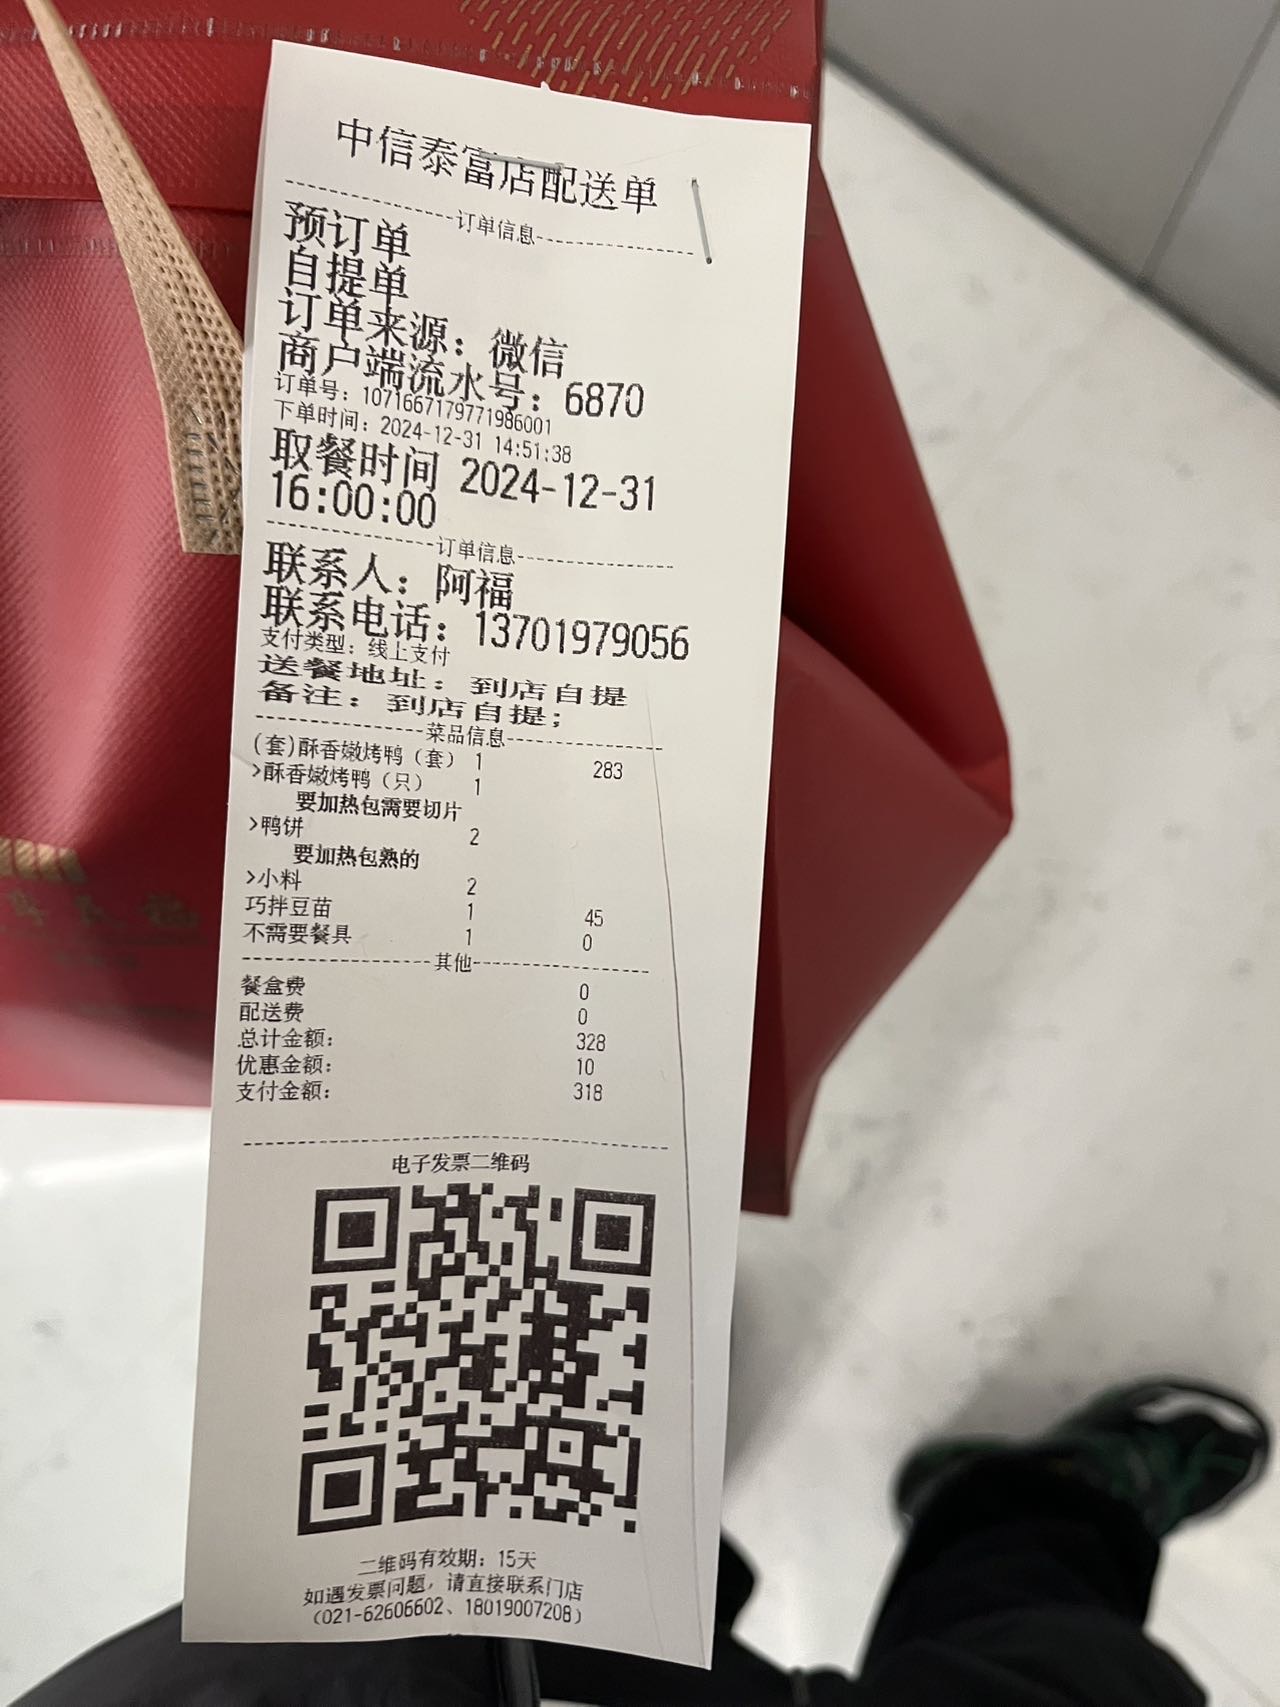 中信泰富店配送单
订单信息
预订单
自提单
订单来源：微信
商户端流水号：6870
订单号：1071667179771986001
下单时间：2024-12-31 14:51:38
取餐时间 2024-12-31
16:00:00
订单信息
联系人：阿福
联系电话：13701979056
支付类型：线上支付
送餐地址：到店自提
备注：到店自提;
菜品信息
(套)酥香嫩烤鸭（套） 1 283
>酥香嫩烤鸭（只） 1
要加热包需要切片
>鸭饼 2
要加热包熟的
>小料 2
巧拌豆苗 1 45
不需要餐具 1 0
其他
餐盒费 0
配送费 0
总计金额： 328
优惠金额： 10
支付金额： 318
电子发票二维码
二维码有效期：15天
如遇发票问题，请直接联系门店
（021-62606602、18019007208）